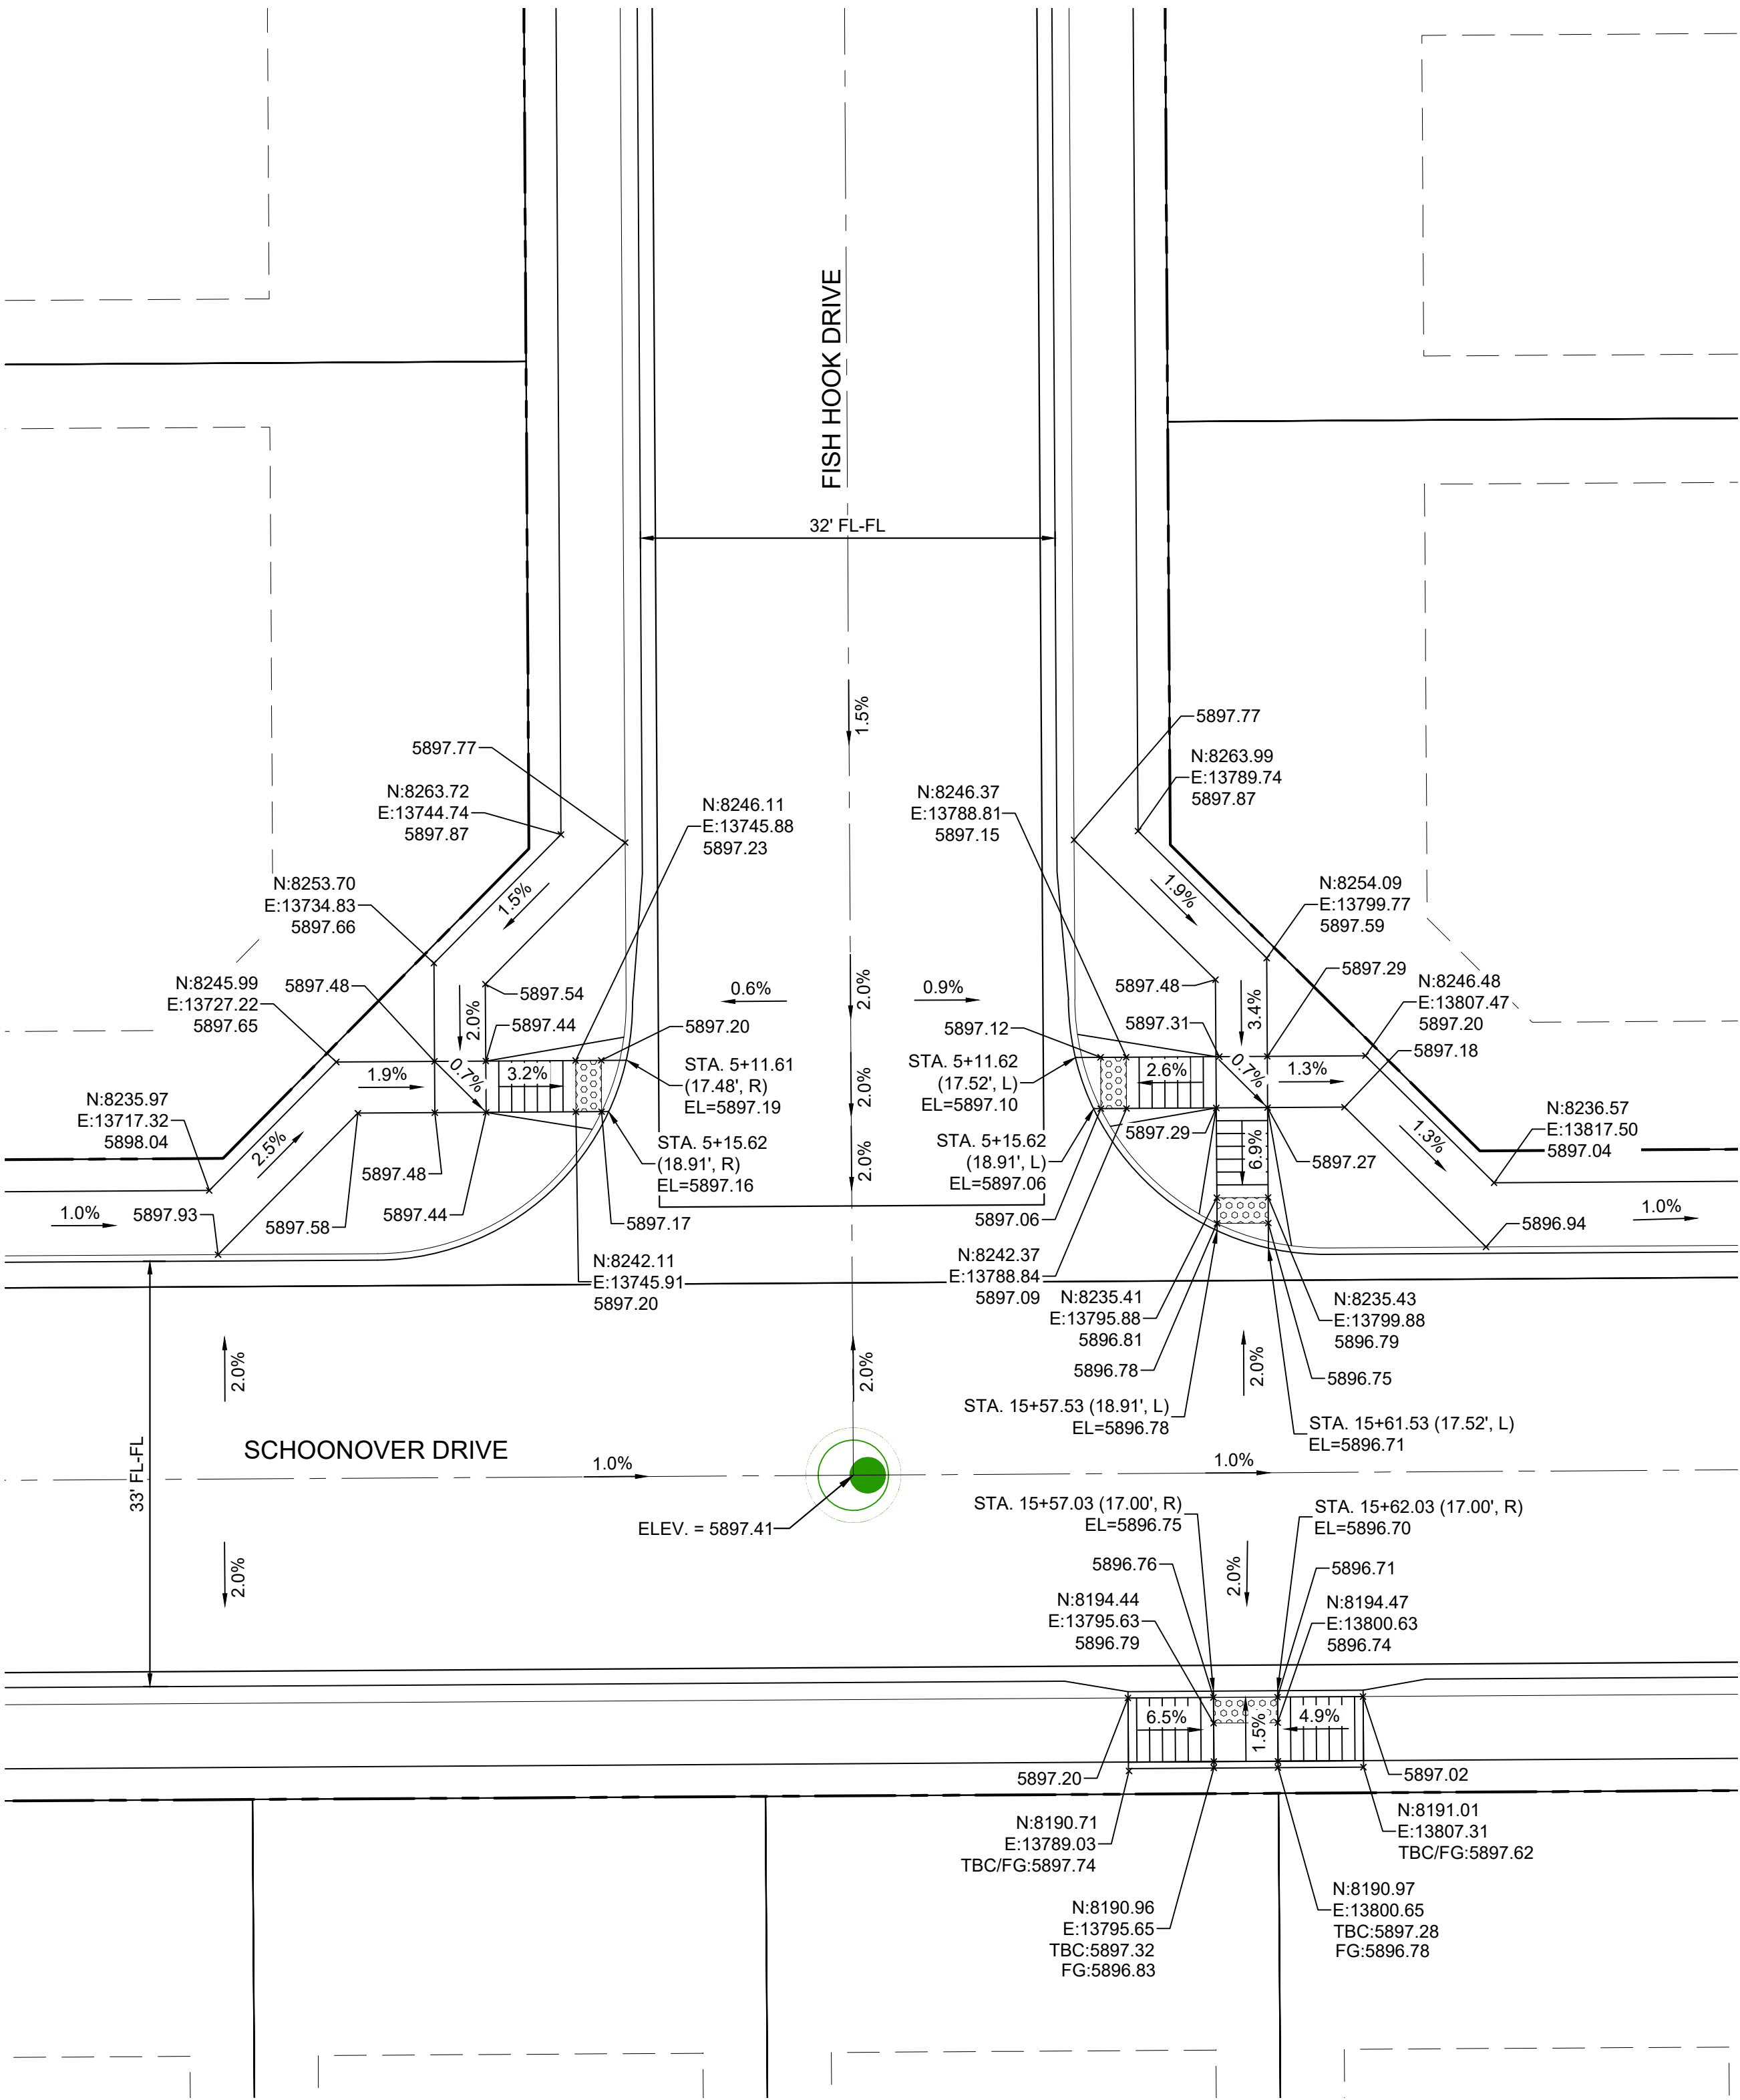 FISH HOOK DRIVE
32' FL-FL
1.5%
5897.77
N:8263.72
E:13744.74
5897.87
N:8253.70
E:13734.83
5897.66
N:8245.99
E:13727.22
5897.65
5897.48
N:8235.97
E:13717.32
5898.04
1.5%
2.0%
5897.54
5897.44
1.9%
0.7%
3.2%
2.5%
5897.48
1.0%
5897.93
5897.58
5897.44
N:8246.11
E:13745.88
5897.23
0.6%
5897.20
STA. 5+11.61
(17.48', R)
EL=5897.19
STA. 5+15.62
(18.91', R)
EL=5897.16
5897.17
N:8242.11
E:13745.91
5897.20
2.0%
2.0%
2.0%
N:8246.37
E:13788.81
5897.15
0.9%
5897.12
STA. 5+11.62
(17.52', L)
EL=5897.10
STA. 5+15.62
(18.91', L)
EL=5897.06
5897.06
N:8242.37
E:13788.84
5897.09
5897.77
N:8263.99
E:13789.74
5897.87
1.9%
N:8254.09
E:13799.77
5897.59
5897.48
5897.31
3.4%
5897.29
N:8246.48
E:13807.47
5897.20
5897.18
2.6%
0.7%
1.3%
5897.29
6.9%
5897.27
1.3%
N:8236.57
E:13817.50
5897.04
5896.94
1.0%
N:8235.41
E:13795.88
5896.81
5896.78
STA. 15+57.53 (18.91', L)
EL=5896.78
N:8235.43
E:13799.88
5896.79
5896.75
STA. 15+61.53 (17.52', L)
EL=5896.71
2.0%
2.0%
2.0%
33' FL-FL
SCHOONOVER DRIVE
1.0%
1.0%
ELEV. = 5897.41
2.0%
2.0%
STA. 15+57.03 (17.00', R)
EL=5896.75
5896.76
N:8194.44
E:13795.63
5896.79
STA. 15+62.03 (17.00', R)
EL=5896.70
5896.71
N:8194.47
E:13800.63
5896.74
6.5%
1.5%
4.9%
5897.20
5897.02
N:8190.71
E:13789.03
TBC/FG:5897.74
N:8191.01
E:13807.31
TBC/FG:5897.62
N:8190.96
E:13795.65
TBC:5897.32
FG:5896.83
N:8190.97
E:13800.65
TBC:5897.28
FG:5896.78